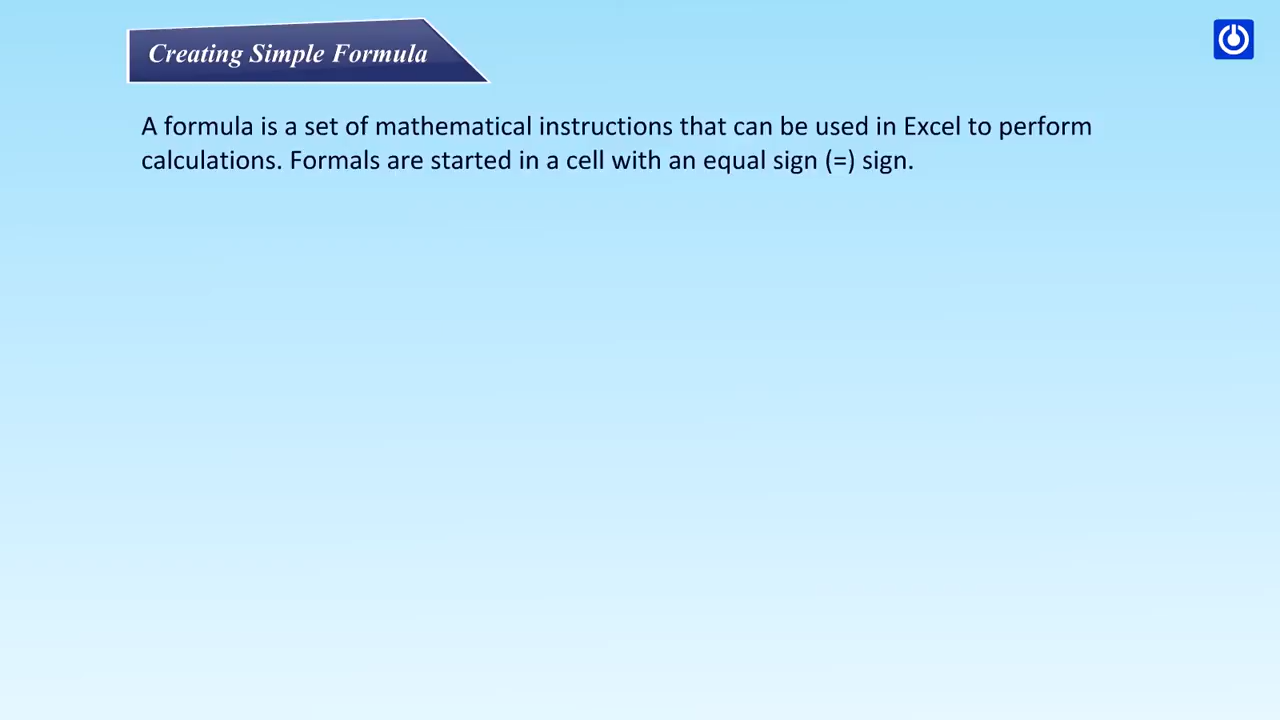 Creating Simple Formula
A formula is a set of mathematical instructions that can be used in Excel to perform
calculations. Formals are started in a cell with an equal sign (=) sign.